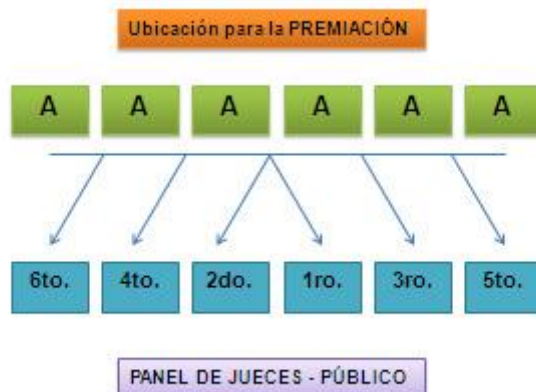 Ubicación para la PREMIACIÓN
A A A A A A
6to. 4to. 2do. 1ro. 3ro. 5to.
PANEL DE JUECES - PÚBLICO